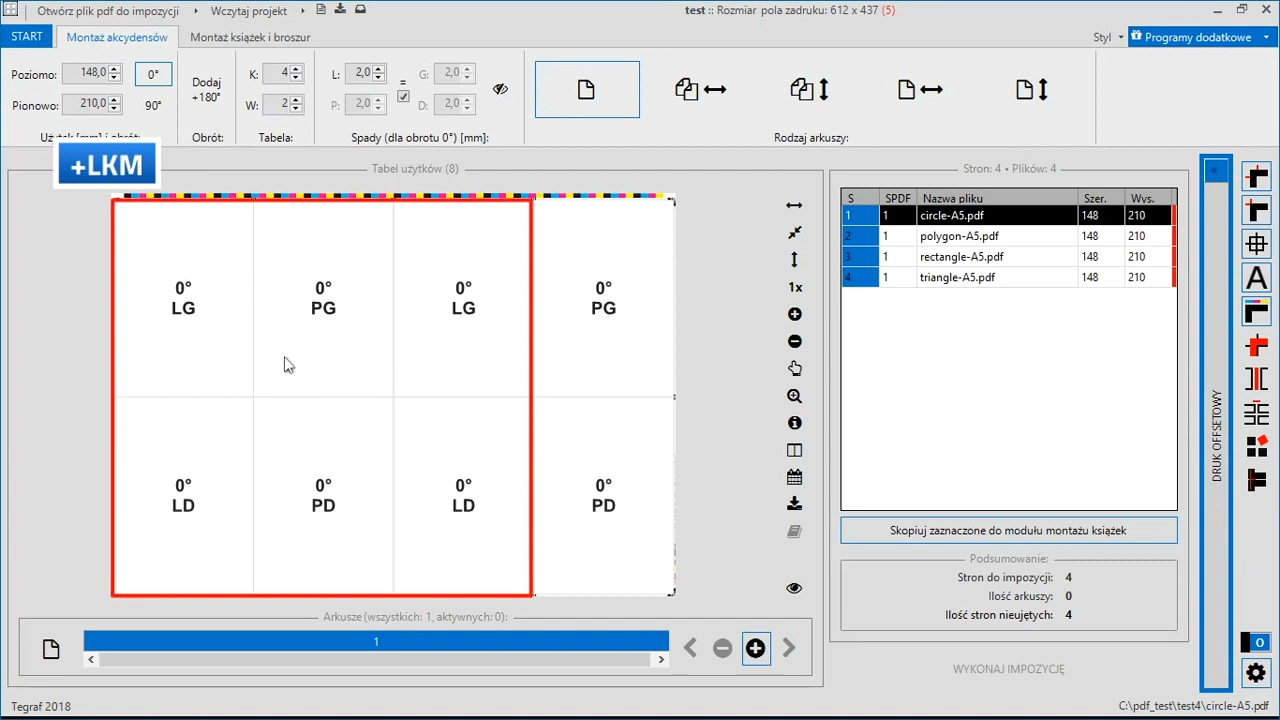 Otwórz plik pdf do impozycji
Wczytaj projekt
test :: Rozmiar pola zadruku: 612 x 437 (5)
START
Montaż akcydensów
Montaż książek i broszur
Styl
Programy dodatkowe
Poziomo: 148,0
0°
Dodaj
+180°
K: 4
L: 2,0
=
G: 2,0
Pionowo: 210,0
90°
W: 2
P: 2,0
D: 2,0
Użytek [mm] i obrót:
Obrót:
Tabela:
Spady (dla obrotu 0°) [mm]:
Rodzaj arkuszy:
+LKM
Tabel użytków (8)
0°
LG
0°
PG
0°
LG
0°
PG
0°
LD
0°
PD
0°
LD
0°
PD
1x
Arkusze (wszystkich: 1, aktywnych: 0):
1
Stron: 4 • Plików: 4
S SPDF Nazwa pliku Szer. Wys.
1 1 circle-A5.pdf 148 210
2 1 polygon-A5.pdf 148 210
3 1 rectangle-A5.pdf 148 210
4 1 triangle-A5.pdf 148 210
Skopiuj zaznaczone do modułu montażu książek
Podsumowanie:
Stron do impozycji: 4
Ilość arkuszy: 0
Ilość stron nieujętych: 4
WYKONAJ IMPOZYCJĘ
«
DRUK OFFSETOWY
A
O
Tegraf 2018
C:\pdf_test\test4\circle-A5.pdf